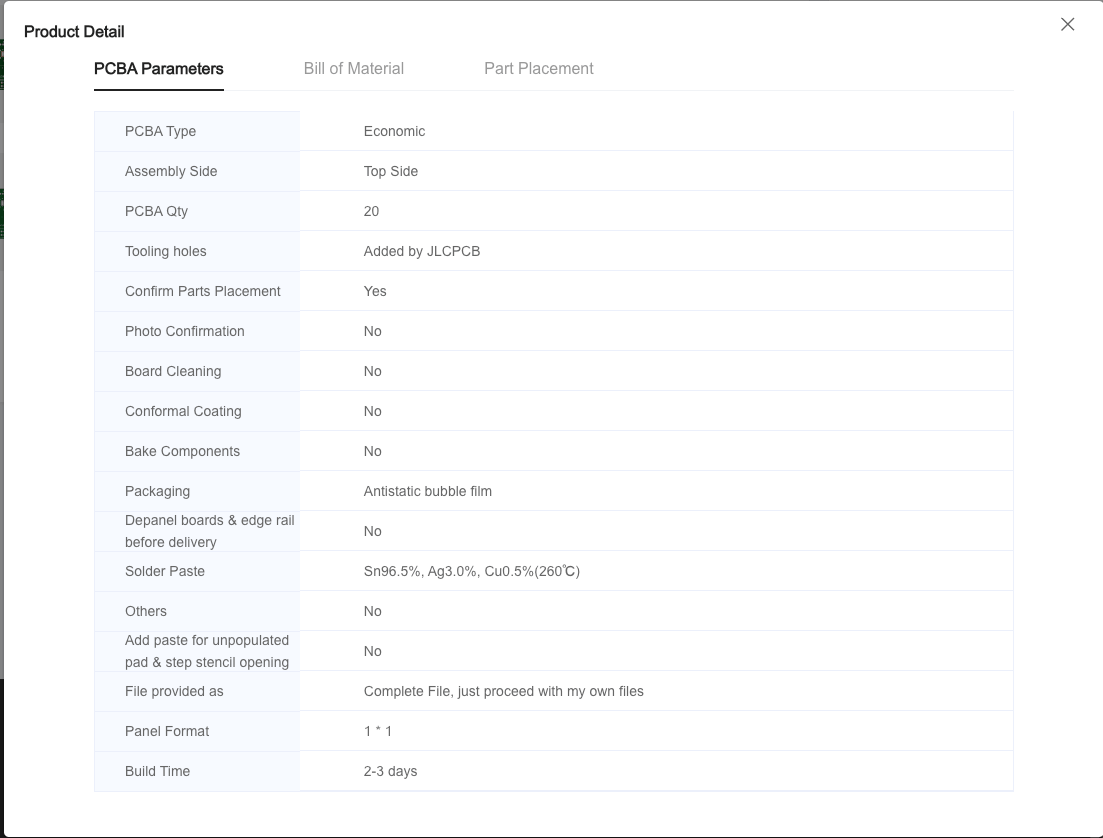 Product Detail
PCBA Parameters
Bill of Material
Part Placement
PCBA Type
Economic
Assembly Side
Top Side
PCBA Qty
20
Tooling holes
Added by JLCPCB
Confirm Parts Placement
Yes
Photo Confirmation
No
Board Cleaning
No
Conformal Coating
No
Bake Components
No
Packaging
Antistatic bubble film
Depanel boards & edge rail
before delivery
No
Solder Paste
Sn96.5%, Ag3.0%, Cu0.5%(260℃)
Others
No
Add paste for unpopulated
pad & step stencil opening
No
File provided as
Complete File, just proceed with my own files
Panel Format
1 * 1
Build Time
2-3 days